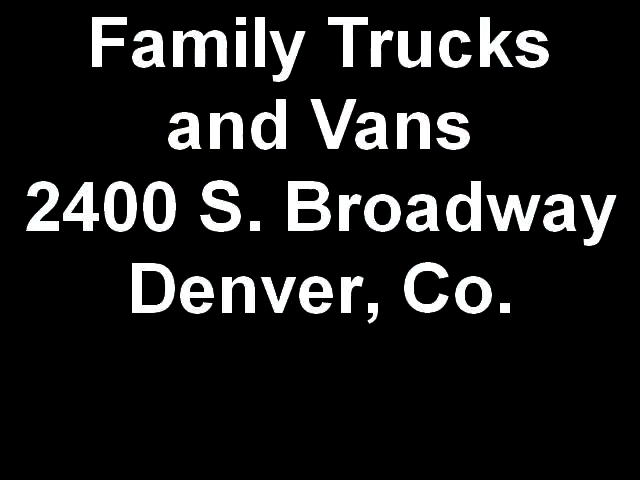 Family Trucks
and Vans
2400 S. Broadway
Denver, Co.